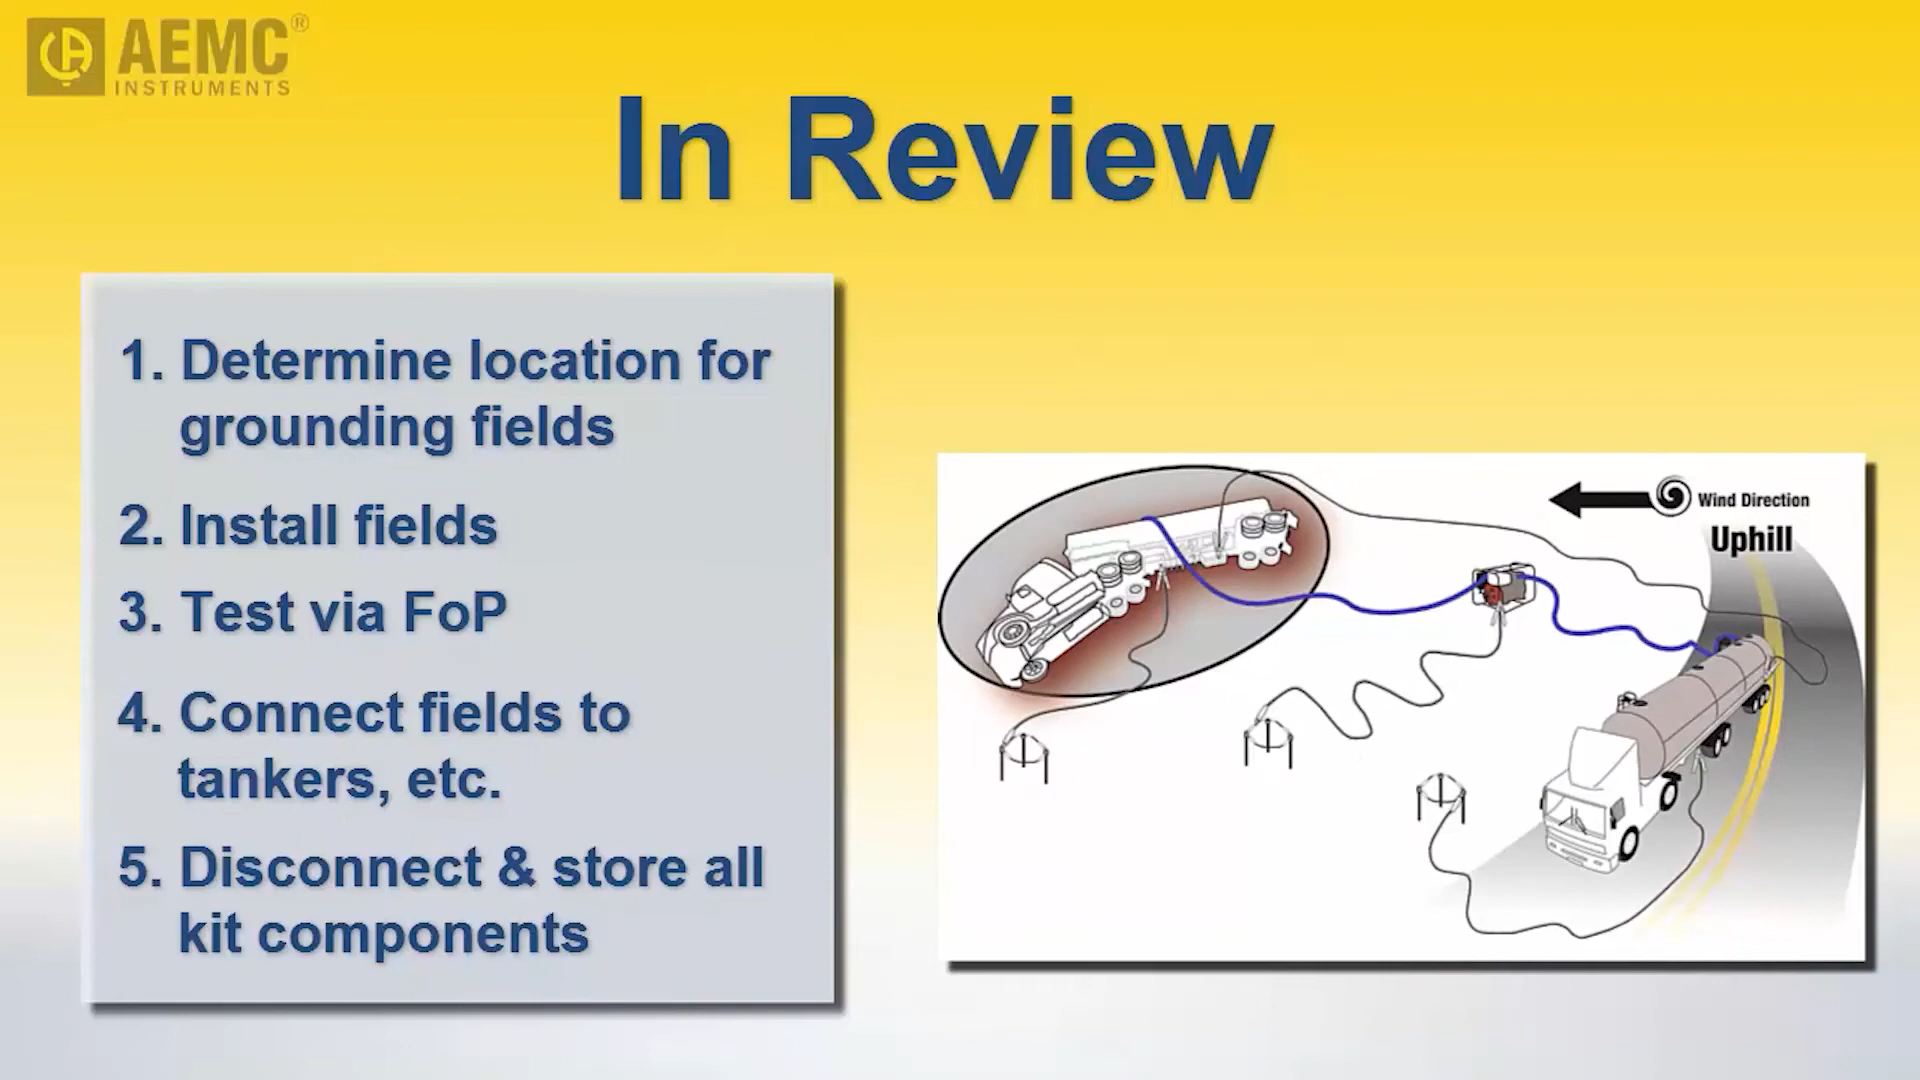 AEMC®
INSTRUMENTS
In Review
1. Determine location for
grounding fields
2. Install fields
3. Test via FoP
4. Connect fields to
tankers, etc.
5. Disconnect & store all
kit components
Wind Direction
Uphill